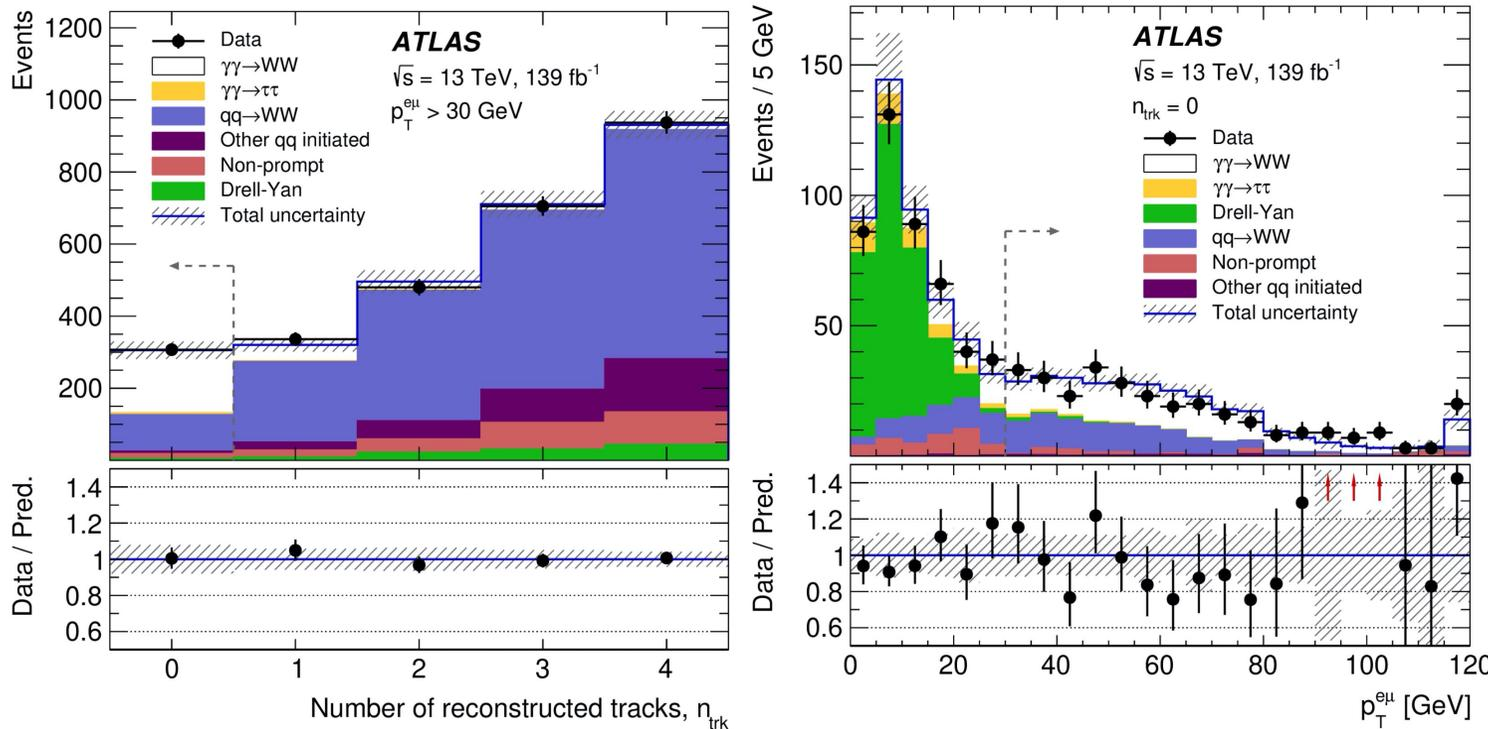 Events
1200
1000
800
600
400
200
Data
γγ→WW
γγ→ττ
qq→WW
Other qq initiated
Non-prompt
Drell-Yan
Total uncertainty
ATLAS
√s = 13 TeV, 139 fb⁻¹
p_T^{eμ} > 30 GeV
Data / Pred.
1.4
1.2
1
0.8
0.6
0 1 2 3 4
Number of reconstructed tracks, n_{trk}
Events / 5 GeV
150
100
50
ATLAS
√s = 13 TeV, 139 fb⁻¹
n_{trk} = 0
Data
γγ→WW
γγ→ττ
Drell-Yan
qq→WW
Non-prompt
Other qq initiated
Total uncertainty
Data / Pred.
1.4
1.2
1
0.8
0.6
0 20 40 60 80 100 120
p_T^{eμ} [GeV]